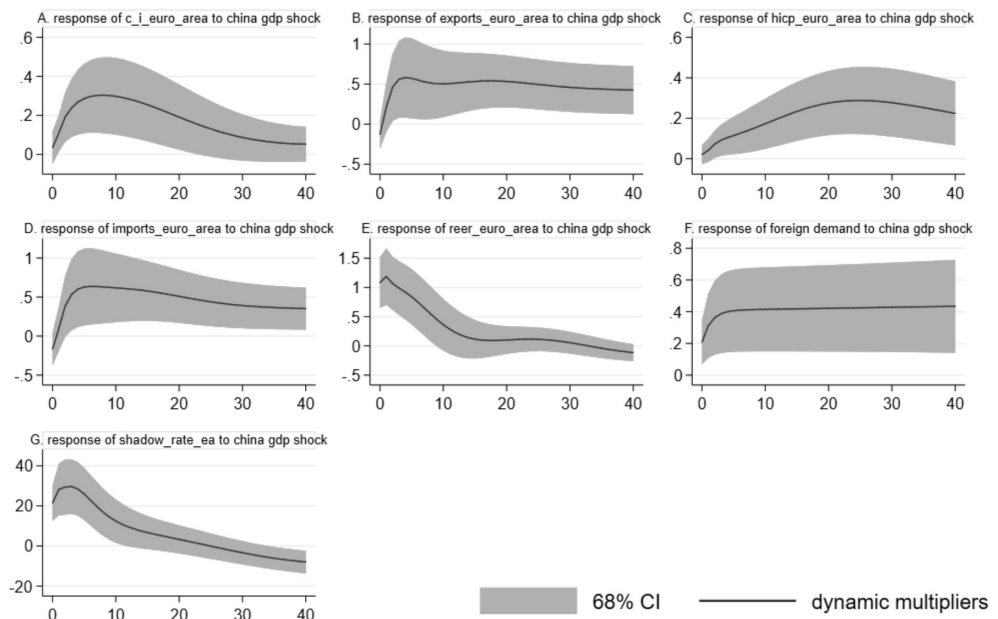 A. response of c_i_euro_area to china gdp shock
.6
.4
.2
0
0 10 20 30 40
B. response of exports_euro_area to china gdp shock
1
.5
0
-.5
0 10 20 30 40
C. response of hicp_euro_area to china gdp shock
.6
.4
.2
0
0 10 20 30 40
D. response of imports_euro_area to china gdp shock
1
.5
0
-.5
0 10 20 30 40
E. response of reer_euro_area to china gdp shock
1.5
1
.5
0
-.5
0 10 20 30 40
F. response of foreign demand to china gdp shock
.8
.6
.4
.2
0
0 10 20 30 40
G. response of shadow_rate_ea to china gdp shock
40
20
0
-20
0 10 20 30 40
68% CI
dynamic multipliers